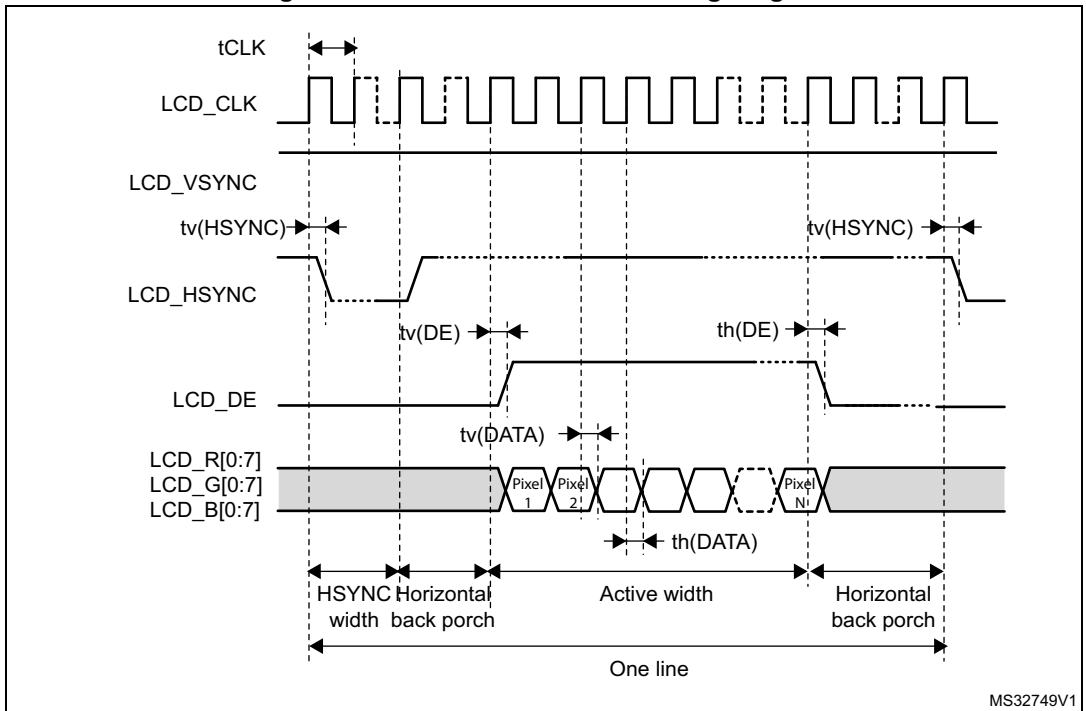 tCLK
LCD_CLK
LCD_VSYNC
tv(HSYNC)
tv(HSYNC)
LCD_HSYNC
tv(DE)
th(DE)
LCD_DE
tv(DATA)
LCD_R[0:7]
LCD_G[0:7]
LCD_B[0:7]
Pixel
1
Pixel
2
Pixel
N
th(DATA)
HSYNC
width
Horizontal
back porch
Active width
Horizontal
back porch
One line
MS32749V1